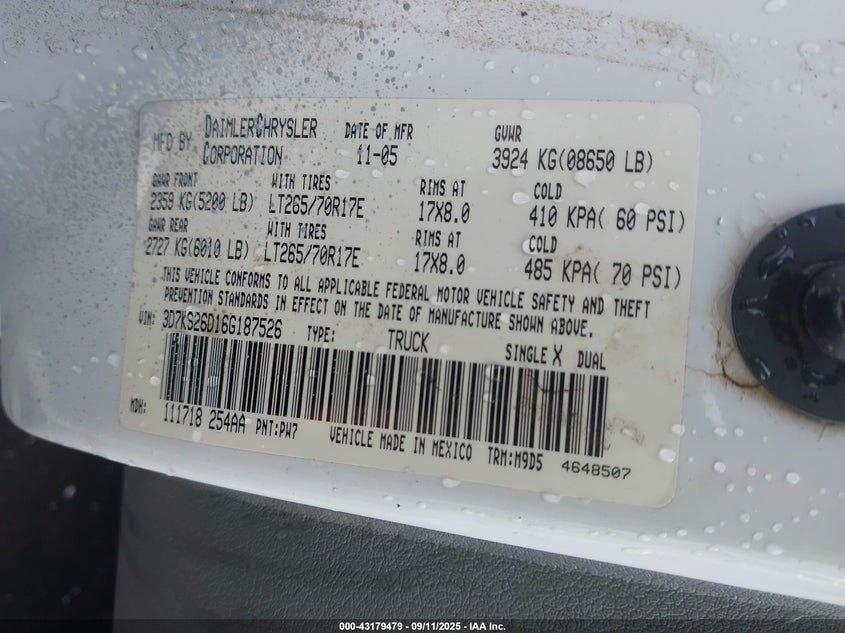 MFD BY DAIMLERCHRYSLER CORPORATION DATE OF MFR 11-05 GVWR 3924 KG(08650 LB)
GAWR FRONT WITH TIRES RIMS AT COLD
2359 KG(5200 LB) LT265/70R17E 17X8.0 410 KPA( 60 PSI)
GAWR REAR WITH TIRES RIMS AT COLD
2727 KG(6010 LB) LT265/70R17E 17X8.0 485 KPA( 70 PSI)
THIS VEHICLE CONFORMS TO ALL APPLICABLE FEDERAL MOTOR VEHICLE SAFETY AND THEFT
PREVENTION STANDARDS IN EFFECT ON THE DATE OF MANUFACTURE SHOWN ABOVE.
VIN: 3D7KS26D16G187526 TYPE: TRUCK SINGLE X DUAL
MDH: 111718 254AA PNT:PW7 VEHICLE MADE IN MEXICO TRM:M9D5 4648507
000-43179479 - 09/11/2025 - IAA Inc.